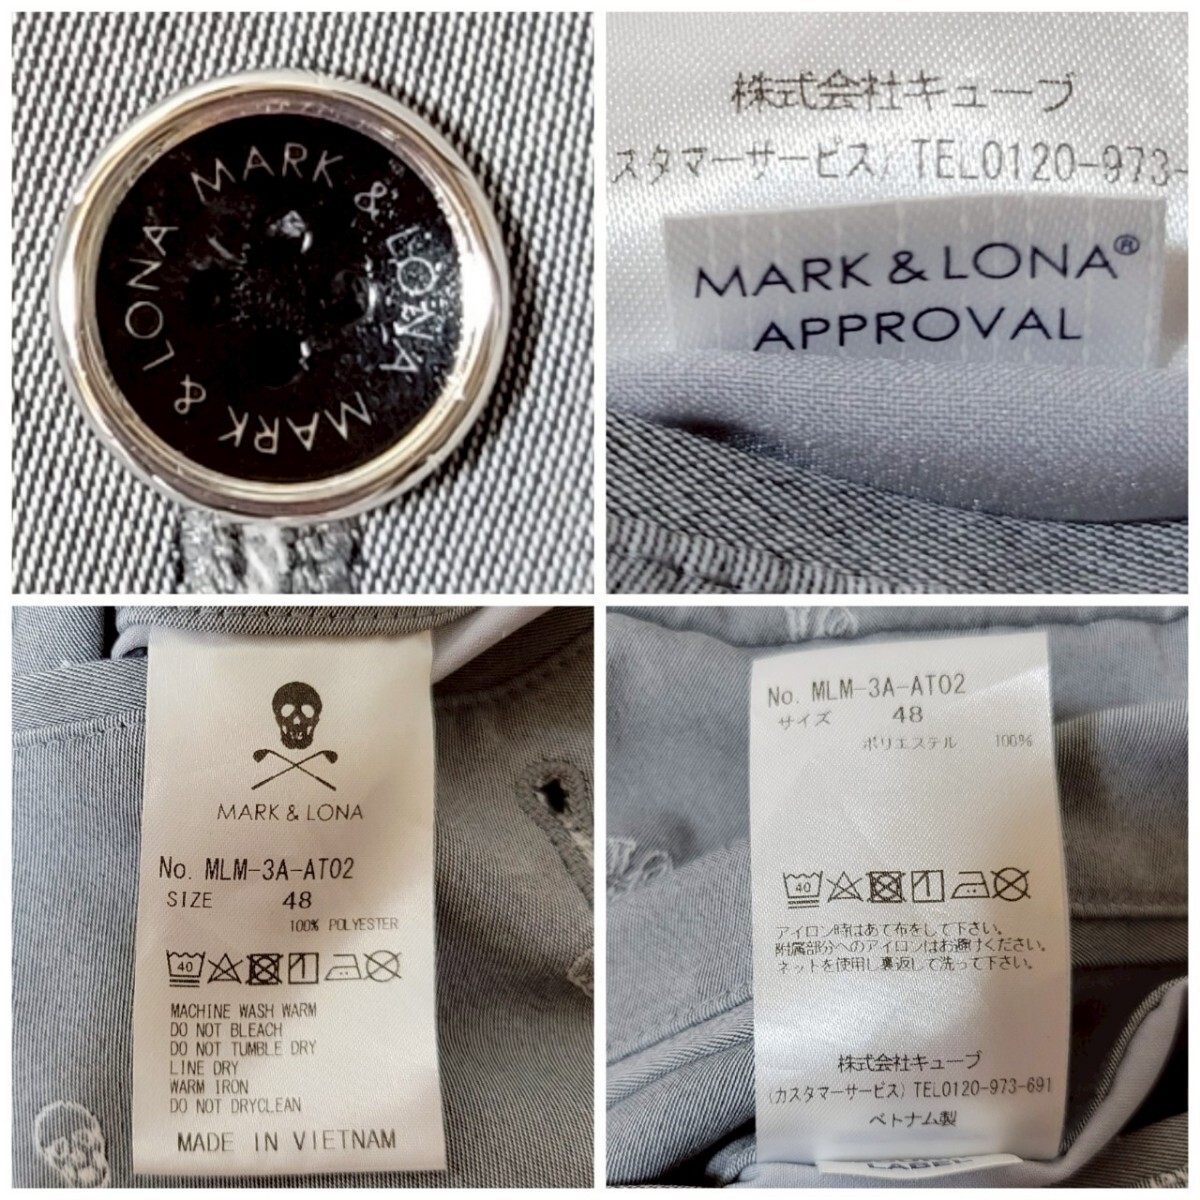 MARK & LONA
MARK & LONA
株式会社キューブ
スタマーサービス) TEL0120-973-
MARK & LONA®
APPROVAL
MARK & LONA
No. MLM-3A-AT02
SIZE 48
100% POLYESTER
40
MACHINE WASH WARM
DO NOT BLEACH
DO NOT TUMBLE DRY
LINE DRY
WARM IRON
DO NOT DRYCLEAN
MADE IN VIETNAM
No. MLM-3A-AT02
サイズ 48
ポリエステル 100%
40
アイロン時はあて布をして下さい。
附属部分へのアイロンはお避けください。
ネットを使用し裏返して洗って下さい。
株式会社キューブ
(カスタマーサービス) TEL0120-973-691
ベトナム製
LABEL